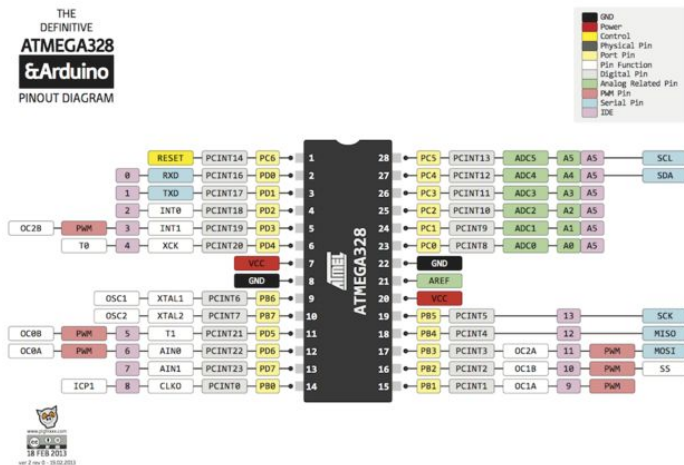 THE
DEFINITIVE
ATMEGA328
&Arduino
PINOUT DIAGRAM
GND
Power
Control
Physical Pin
Port Pin
Pin Function
Digital Pin
Analog Related Pin
PWM Pin
Serial Pin
IDE
RESET PCINT14 PC6 1 28 PC5 PCINT13 ADC5 A5 A5 SCL
0 RXD PCINT16 PD0 2 27 PC4 PCINT12 ADC4 A4 A5 SDA
1 TXD PCINT17 PD1 3 26 PC3 PCINT11 ADC3 A3 A5
2 INT0 PCINT18 PD2 4 25 PC2 PCINT10 ADC2 A2 A5
OC2B PWM 3 INT1 PCINT19 PD3 5 24 PC1 PCINT9 ADC1 A1 A5
T0 4 XCK PCINT20 PD4 6 23 PC0 PCINT8 ADC0 A0 A5
VCC 7 22 GND
GND 8 21 AREF
OSC1 XTAL1 PCINT6 PB6 9 20 VCC
OSC2 XTAL2 PCINT7 PB7 10 19 PB5 PCINT5 13 SCK
OC0B PWM 5 T1 PCINT21 PD5 11 18 PB4 PCINT4 12 MISO
OC0A PWM 6 AIN0 PCINT22 PD6 12 17 PB3 PCINT3 OC2A 11 PWM MOSI
7 AIN1 PCINT23 PD7 13 16 PB2 PCINT2 OC1B 10 PWM SS
ICP1 8 CLKO PCINT0 PB0 14 15 PB1 PCINT1 OC1A 9 PWM
ATMEL
ATMEGA328
18 FEB 2013
ver 2 rev 0 - 19.02.2013